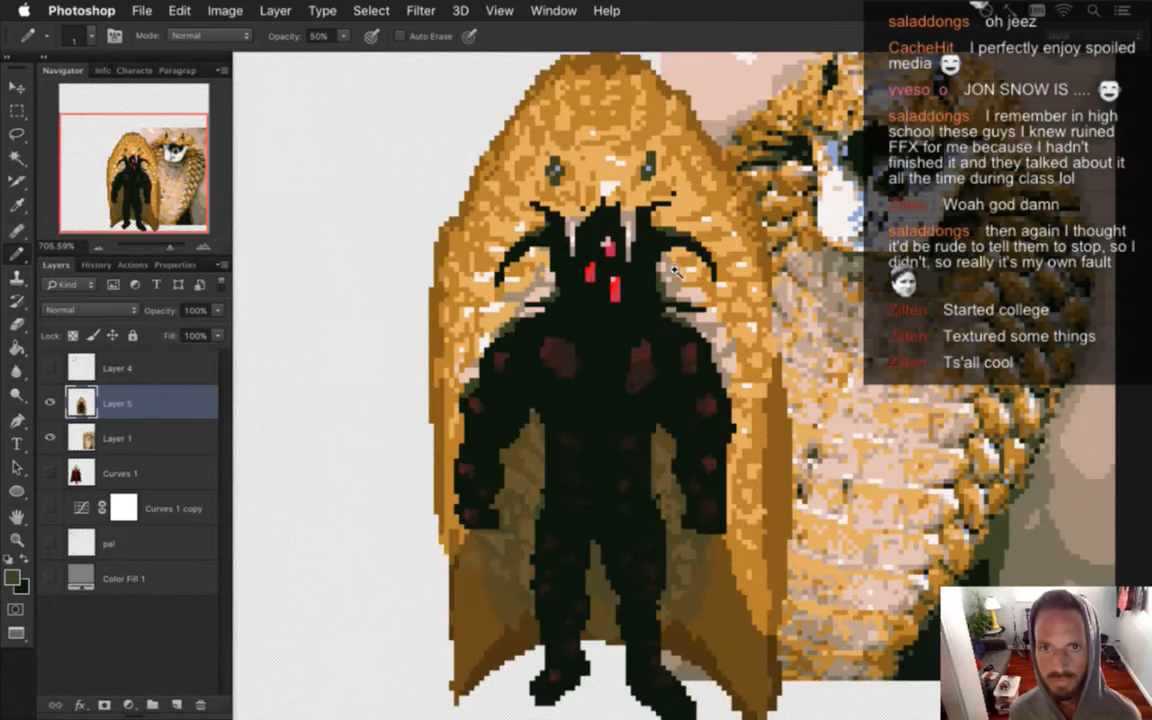 Photoshop File Edit Image Layer Type Select Filter 3D View Window Help
Mode: Normal Opacity: 50% Auto Erase
Navigator Info Characte Paragrap
705.59%
Layers History Actions Properties
Kind
Normal Opacity: 100%
Lock: Fill: 100%
Layer 4
Layer 5
Layer 1
Curves 1
Curves 1 copy
pal
Color Fill 1
fx
saladdongs oh jeez
CacheHit I perfectly enjoy spoiled
media
yveso_o JON SNOW IS ....
saladdongs I remember in high
school these guys I knew ruined
FFX for me because I hadn't
finished it and they talked about it
all the time during class lol
Woah god damn
saladdongs then again I thought
it'd be rude to tell them to stop, so I
didn't, so really it's my own fault
Started college
Textured some things
Ts'all cool